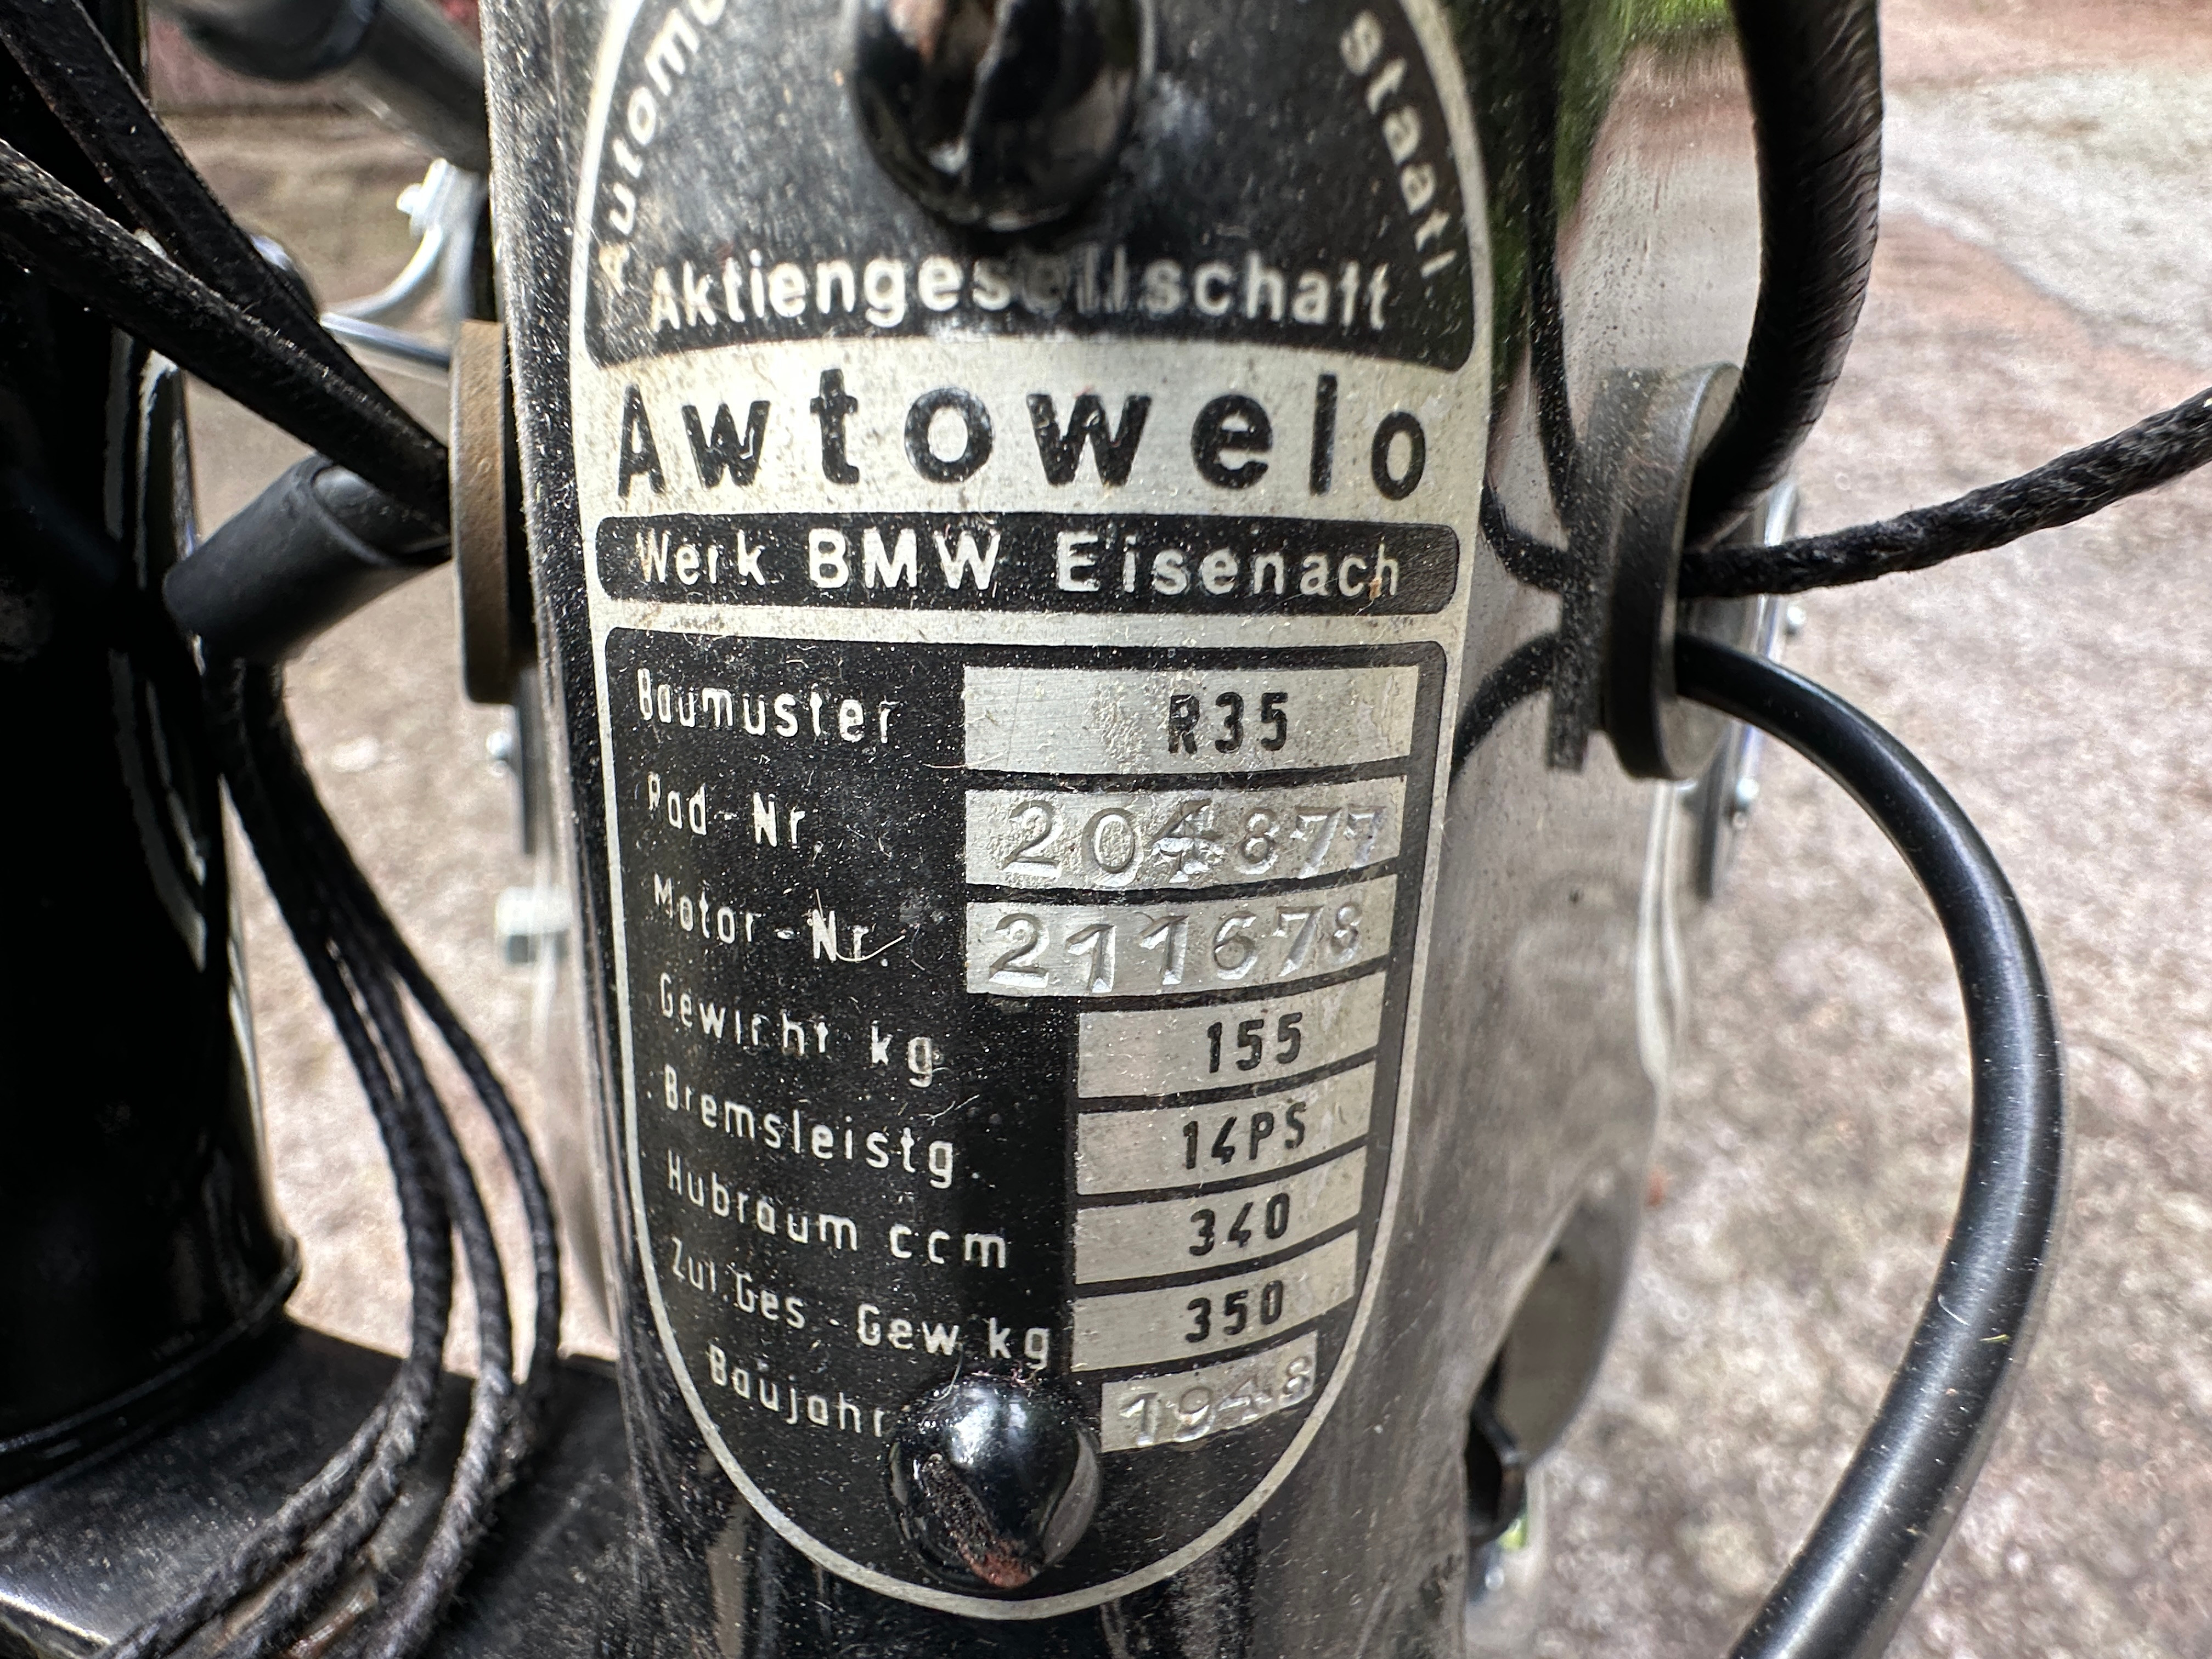 staatl
Aktiengesellschaft
Awtowelo
Werk BMW Eisenach
Baumuster R35
Rad-Nr. 204877
Motor-Nr. 211678
Gewicht kg 155
Bremsleistg. 14PS
Hubraum ccm 340
Zul.Ges.-Gew kg 350
Baujahr 1948